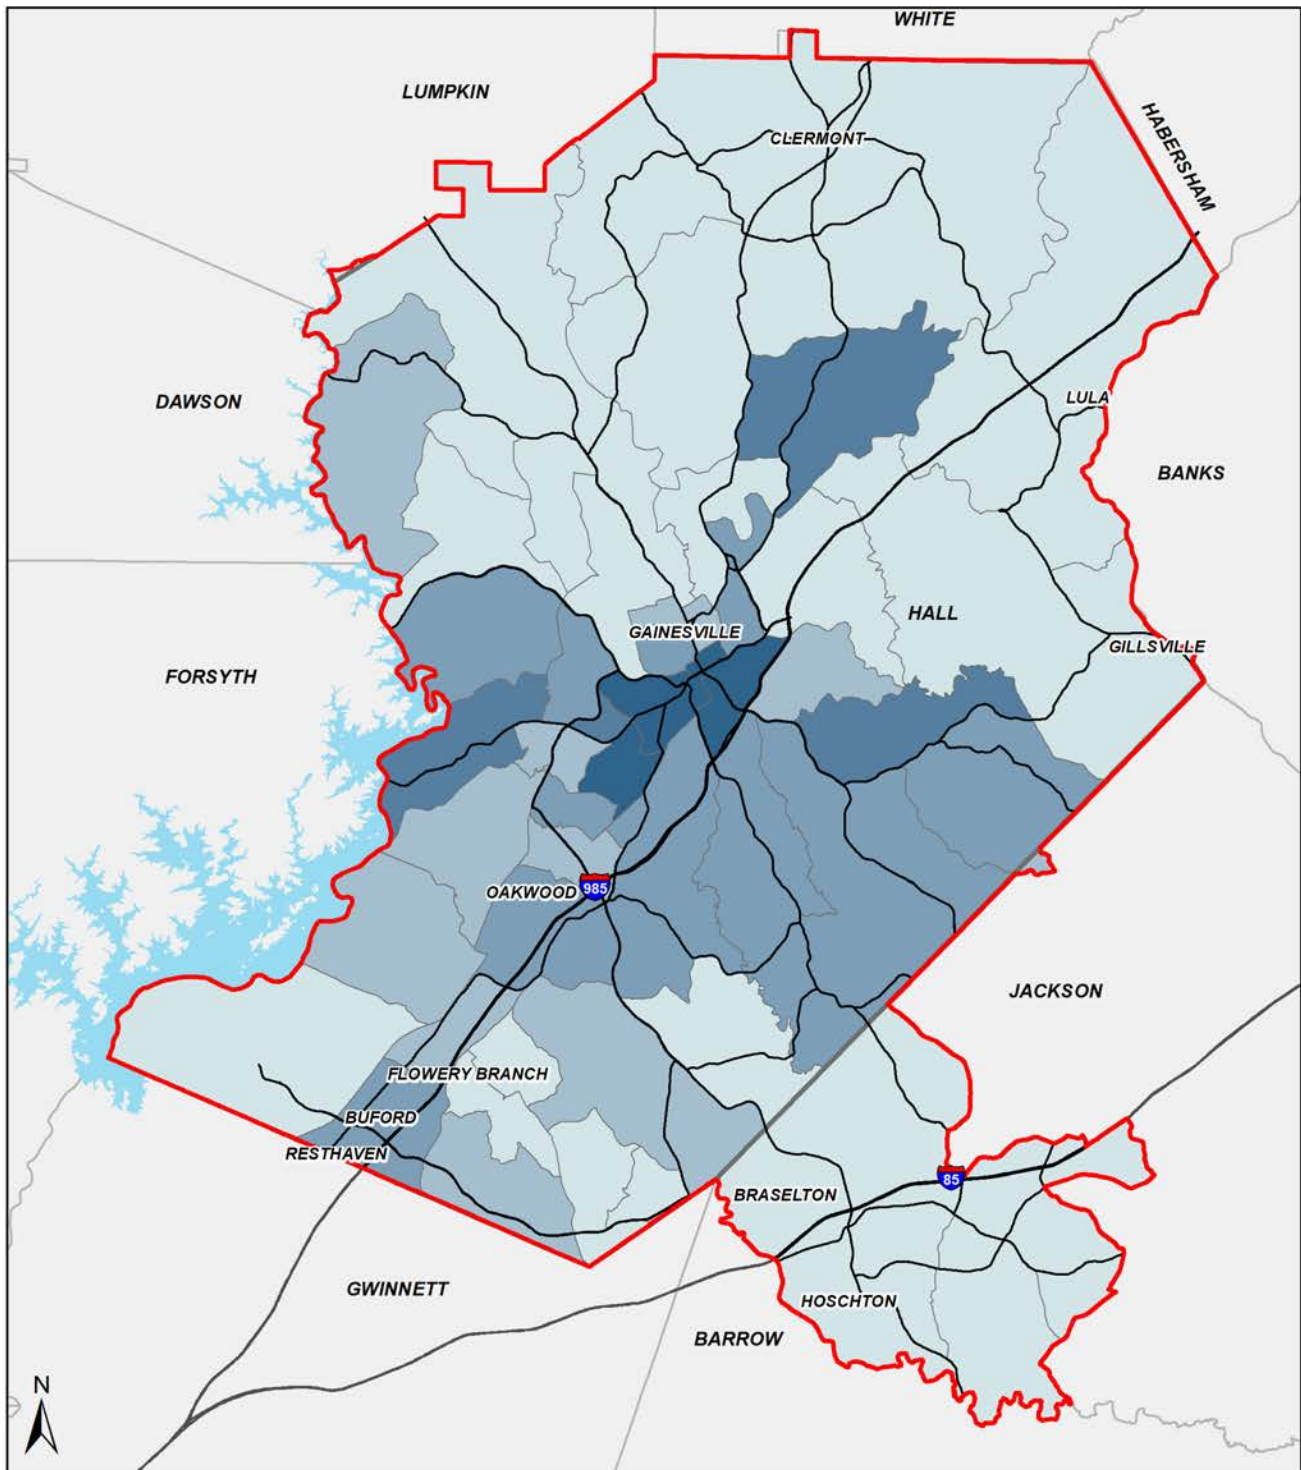 WHITE
LUMPKIN
HABERSHAM
CLERMONT
DAWSON
LULA
BANKS
HALL
GAINESVILLE
GILLSVILLE
FORSYTH
OAKWOOD
985
JACKSON
FLOWERY BRANCH
BUFORD
RESTHAVEN
85
BRASELTON
GWINNETT
HOSCHTON
BARROW
N